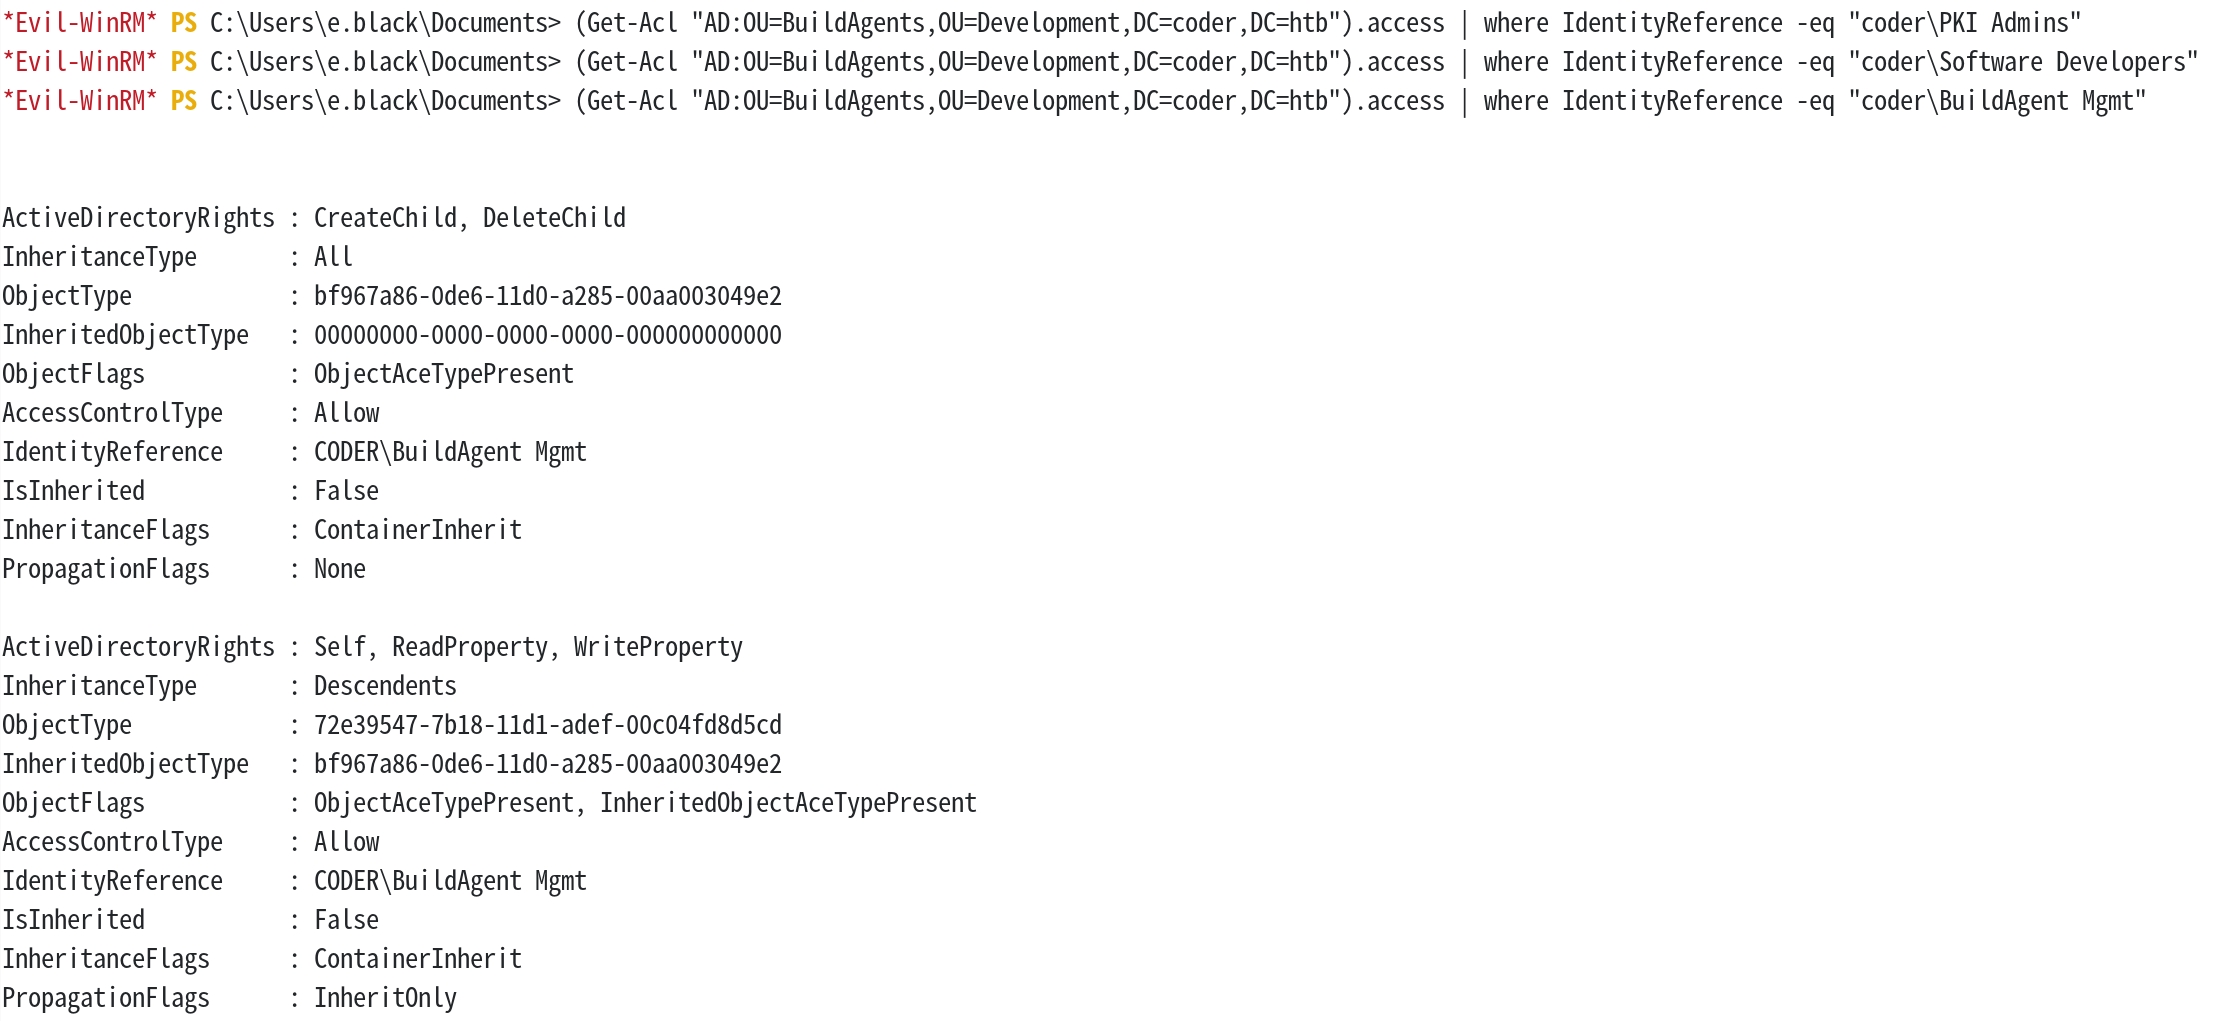 *Evil-WinRM* PS C:\Users\e.black\Documents> (Get-Acl "AD:OU=BuildAgents,OU=Development,DC=coder,DC=htb").access | where IdentityReference -eq "coder\PKI Admins"
*Evil-WinRM* PS C:\Users\e.black\Documents> (Get-Acl "AD:OU=BuildAgents,OU=Development,DC=coder,DC=htb").access | where IdentityReference -eq "coder\Software Developers"
*Evil-WinRM* PS C:\Users\e.black\Documents> (Get-Acl "AD:OU=BuildAgents,OU=Development,DC=coder,DC=htb").access | where IdentityReference -eq "coder\BuildAgent Mgmt"
ActiveDirectoryRights : CreateChild, DeleteChild
InheritanceType       : All
ObjectType            : bf967a86-0de6-11d0-a285-00aa003049e2
InheritedObjectType   : 00000000-0000-0000-0000-000000000000
ObjectFlags           : ObjectAceTypePresent
AccessControlType     : Allow
IdentityReference     : CODER\BuildAgent Mgmt
IsInherited           : False
InheritanceFlags      : ContainerInherit
PropagationFlags      : None
ActiveDirectoryRights : Self, ReadProperty, WriteProperty
InheritanceType       : Descendents
ObjectType            : 72e39547-7b18-11d1-adef-00c04fd8d5cd
InheritedObjectType   : bf967a86-0de6-11d0-a285-00aa003049e2
ObjectFlags           : ObjectAceTypePresent, InheritedObjectAceTypePresent
AccessControlType     : Allow
IdentityReference     : CODER\BuildAgent Mgmt
IsInherited           : False
InheritanceFlags      : ContainerInherit
PropagationFlags      : InheritOnly